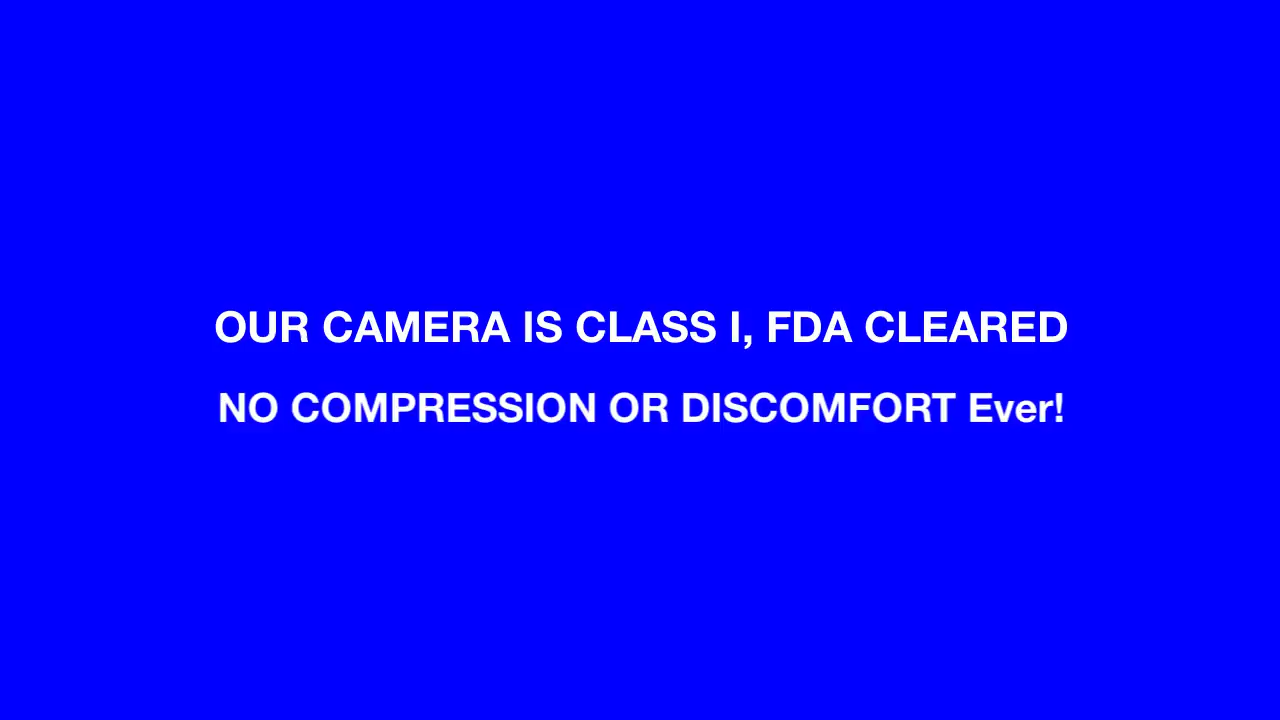 OUR CAMERA IS CLASS I, FDA CLEARED
NO COMPRESSION OR DISCOMFORT Ever!